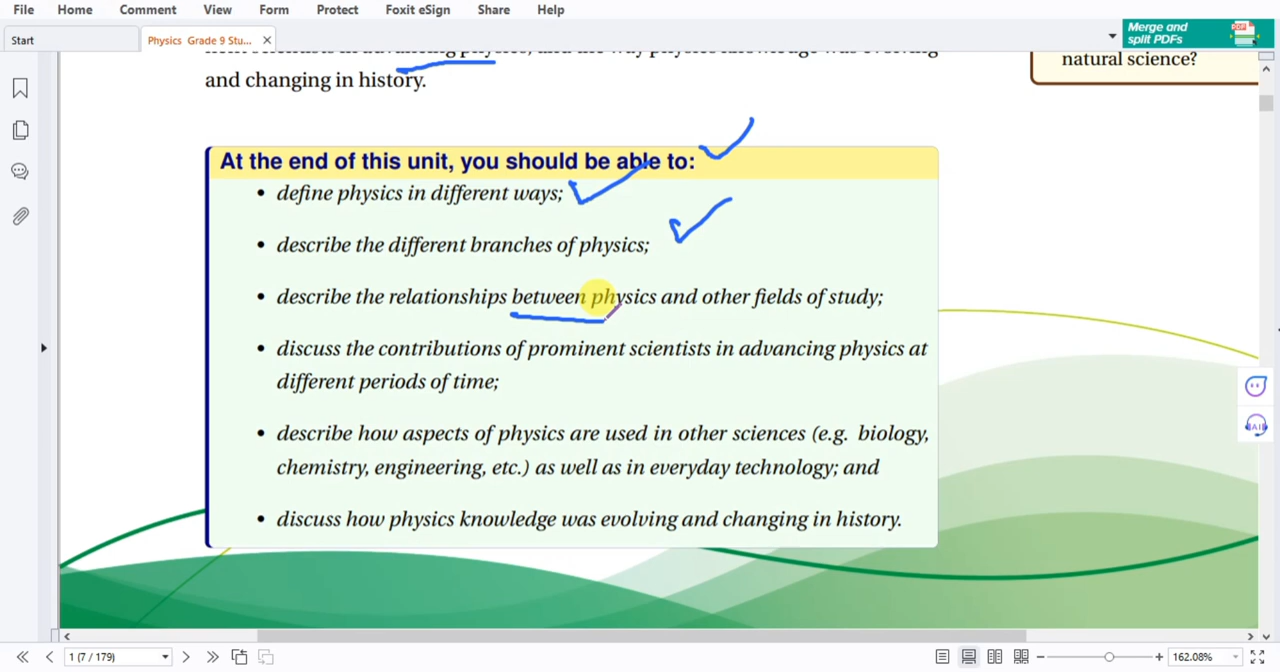 File Home Comment View Form Protect Foxit eSign Share Help
Start
Physics Grade 9 Stu...
Merge and
split PDFs
and changing in history.
natural science?
At the end of this unit, you should be able to:
• define physics in different ways;
• describe the different branches of physics;
• describe the relationships between physics and other fields of study;
• discuss the contributions of prominent scientists in advancing physics at
different periods of time;
• describe how aspects of physics are used in other sciences (e.g. biology,
chemistry, engineering, etc.) as well as in everyday technology; and
• discuss how physics knowledge was evolving and changing in history.
1 (7 / 179)
162.08%